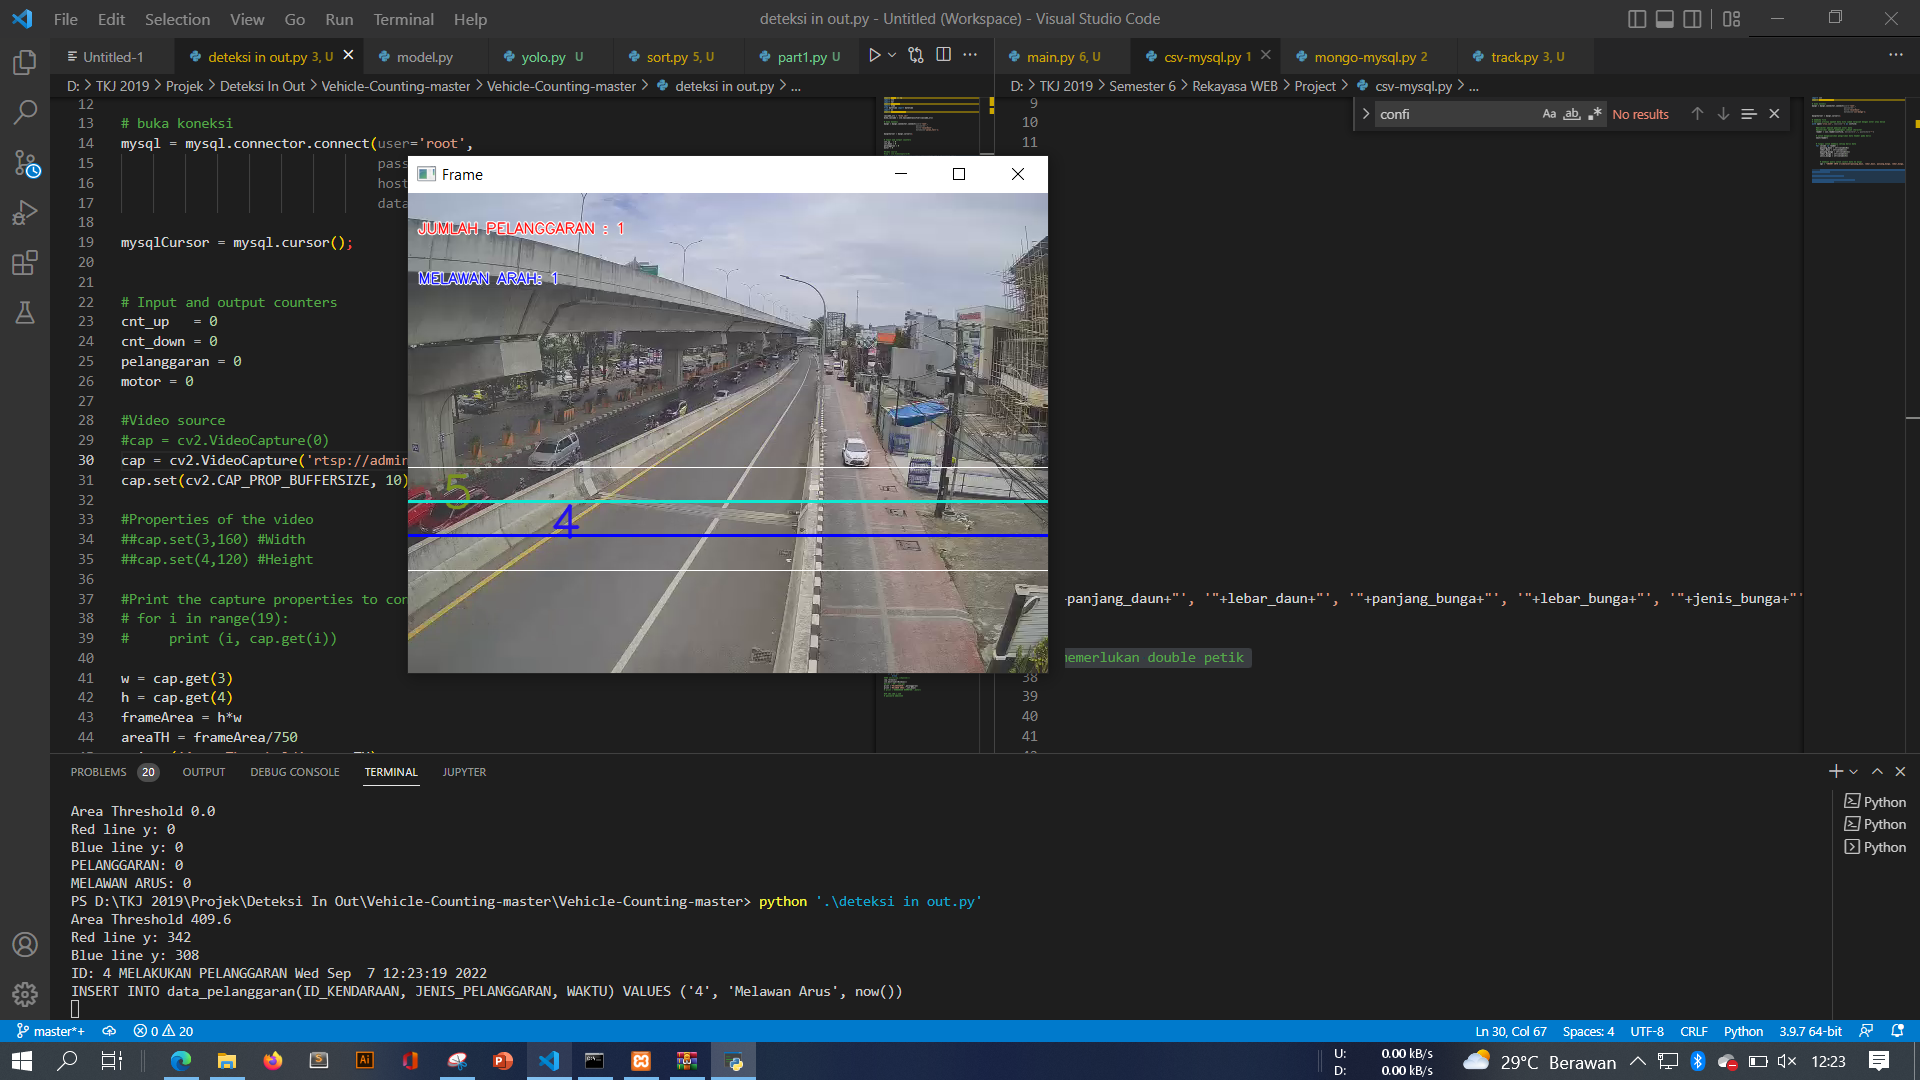 File Edit Selection View Go Run Terminal Help
deteksi in out.py - Untitled (Workspace) - Visual Studio Code
Untitled-1
deteksi in out.py 3, U
model.py
yolo.py U
sort.py 5, U
part1.py U
main.py 6, U
csv-mysql.py 1
mongo-mysql.py 2
track.py 3, U
D: > TKJ 2019 > Projek > Deteksi In Out > Vehicle-Counting-master > Vehicle-Counting-master > deteksi in out.py > ...
D: > TKJ 2019 > Semester 6 > Rekayasa WEB > Project > csv-mysql.py > ...
confi
Aa ab No results
12
13 # buka koneksi
14 mysql = mysql.connector.connect(user='root',
15 pass
16 host
17 data
18
19 mysqlCursor = mysql.cursor();
20
21
22 # Input and output counters
23 cnt_up = 0
24 cnt_down = 0
25 pelanggaran = 0
26 motor = 0
27
28 #Video source
29 #cap = cv2.VideoCapture(0)
30 cap = cv2.VideoCapture('rtsp://admin
31 cap.set(cv2.CAP_PROP_BUFFERSIZE, 10)
32
33 #Properties of the video
34 ##cap.set(3,160) #Width
35 ##cap.set(4,120) #Height
36
37 #Print the capture properties to con
38 # for i in range(19):
39 # print (i, cap.get(i))
40
41 w = cap.get(3)
42 h = cap.get(4)
43 frameArea = h*w
44 areaTH = frameArea/750
Frame
JUMLAH PELANGGARAN : 1
MELAWAN ARAH: 1
5
4
9
10
11
+panjang_daun+"', '"+lebar_daun+"', '"+panjang_bunga+"', '"+lebar_bunga+"', '"+jenis_bunga+"'
memerlukan double petik
38
39
40
41
PROBLEMS 20 OUTPUT DEBUG CONSOLE TERMINAL JUPYTER
Area Threshold 0.0
Red line y: 0
Blue line y: 0
PELANGGARAN: 0
MELAWAN ARUS: 0
PS D:\TKJ 2019\Projek\Deteksi In Out\Vehicle-Counting-master\Vehicle-Counting-master> python '.\deteksi in out.py'
Area Threshold 409.6
Red line y: 342
Blue line y: 308
ID: 4 MELAKUKAN PELANGGARAN Wed Sep  7 12:23:19 2022
INSERT INTO data_pelanggaran(ID_KENDARAAN, JENIS_PELANGGARAN, WAKTU) VALUES ('4', 'Melawan Arus', now())
Python
Python
Python
master*+ 0 20
Ln 30, Col 67 Spaces: 4 UTF-8 CRLF Python 3.9.7 64-bit
U: 0.00 kB/s
D: 0.00 kB/s
29°C Berawan
12:23